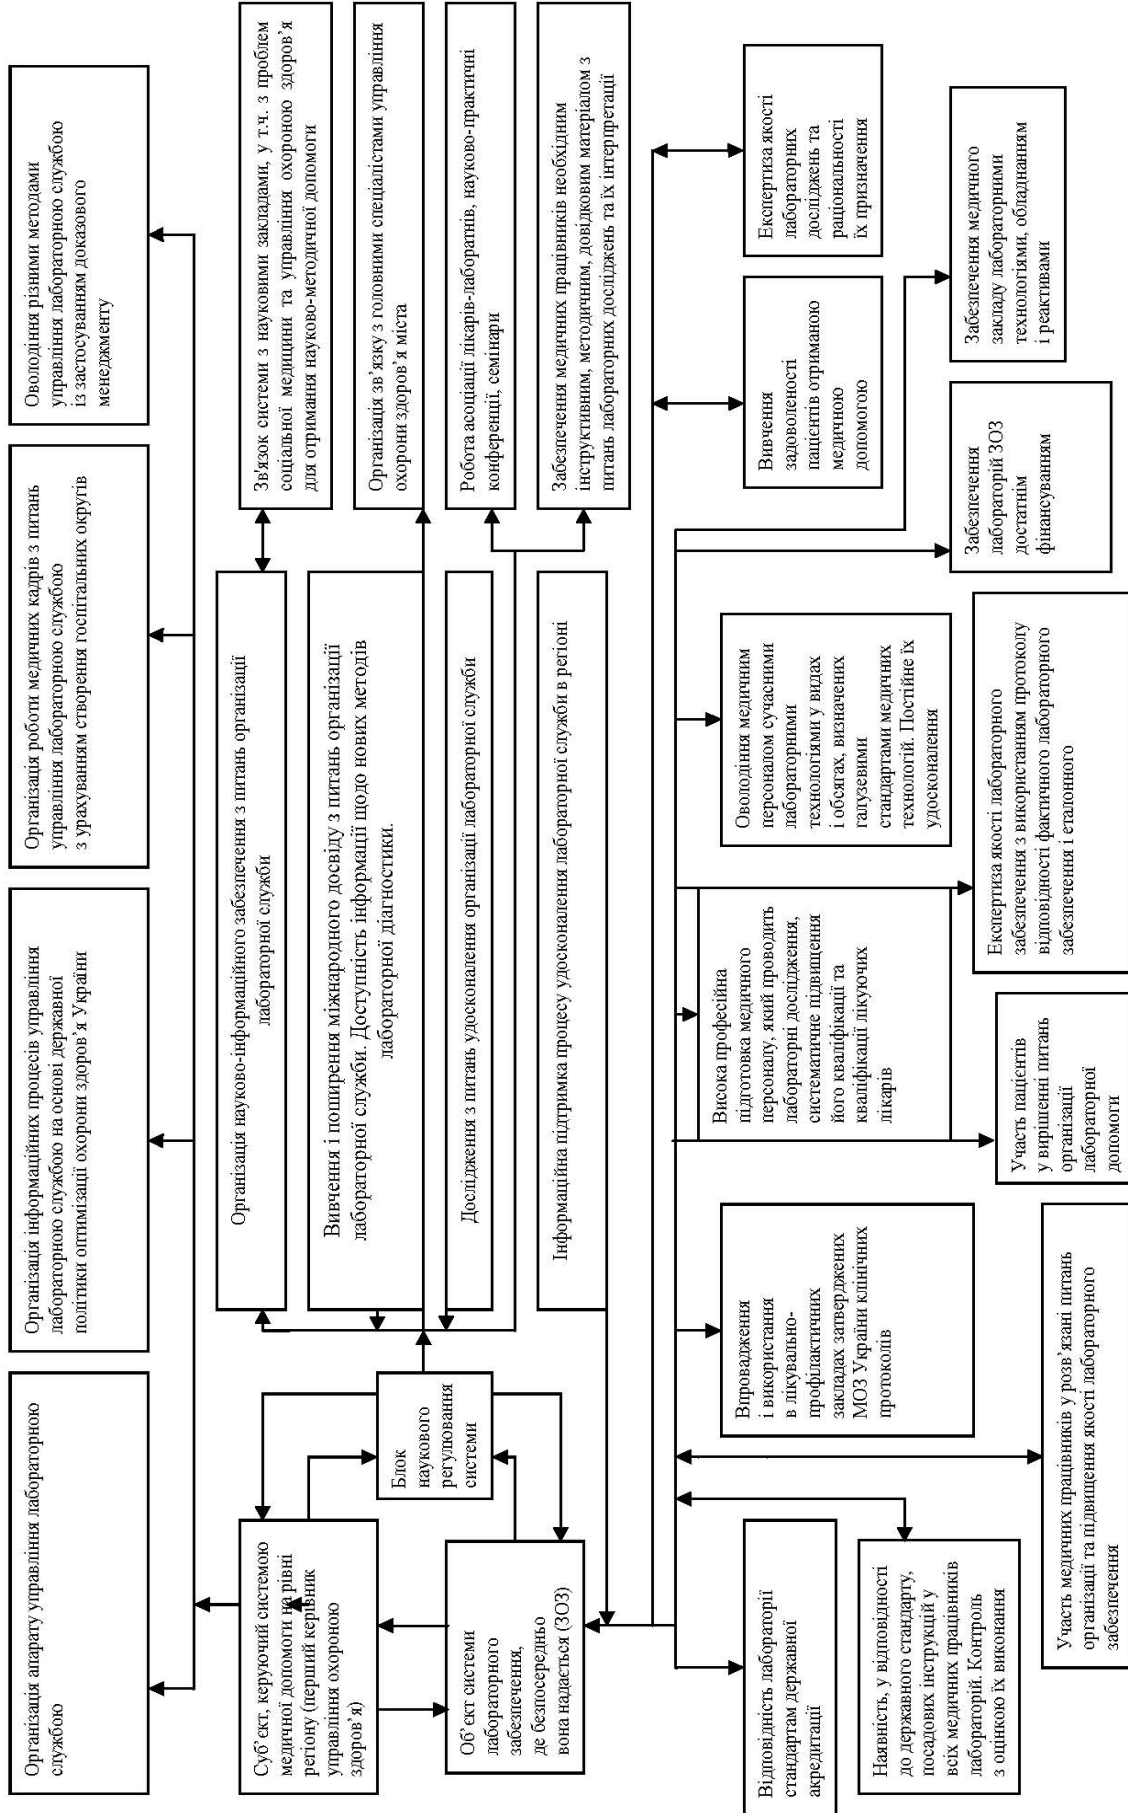 Організація апарату управління лабораторною
службою
Організація інформаційних процесів управління
лабораторною службою на основі державної
політики оптимізації охорони здоров’я України
Організація роботи медичних кадрів з питань
управління лабораторною службою
з урахуванням створення госпітальних округів
Оволодіння різними методами
управління лабораторною службою
із застосуванням доказового
менеджменту
Суб’єкт, керуючий системою
медичної допомоги на рівні
регіону (перший керівник
управління охороною
здоров’я)
Блок
наукового
регулювання
системи
Об’єкт системи
лабораторного
забезпечення,
де безпосередньо
вона надається (ЗОЗ)
Організація науково-інформаційного забезпечення з питань організації
лабораторної служби
Вивчення і поширення міжнародного досвіду з питань організації
лабораторної служби. Доступність інформації щодо нових методів
лабораторної діагностики.
Дослідження з питань удосконалення організації лабораторної служби
Інформаційна підтримка процесу удосконалення лабораторної служби в регіоні
Зв'язок системи з науковими закладами, у т.ч. з проблем
соціальної медицини та управління охороною здоров’я
для отримання науково-методичної допомоги
Організація зв’язку з головними спеціалістами управління
охорони здоров’я міста
Робота асоціації лікарів-лаборатнів, науково-практичні
конференції, семінари
Забезпечення медичних працівників необхідним
інструктивним, методичним, довідковим матеріалом з
питань лабораторних досліджень та їх інтерпретації
Відповідність лабораторії
стандартам державної
акредитації
Впровадження
і використання
в лікувально-
профілактичних
закладах затверджених
МОЗ України клінічних
протоколів
Висока професійна
підготовка медичного
персоналу, який проводить
лабораторні дослідження,
систематичне підвищення
його кваліфікації та
кваліфікації лікуючих
лікарів
Оволодіння медичним
персоналом сучасними
лабораторними
технологіями у видах
і обсягах, визначених
галузевими
стандартами медичних
технологій. Постійне їх
удосконалення
Вивчення
задоволеності
пацієнтів отриманою
медичною
допомогою
Експертиза якості
лабораторних
досліджень та
раціональності
їх призначення
Наявність, у відповідності
до державного стандарту,
посадових інструкцій у
всіх медичних працівників
лабораторій. Контроль
з оцінкою їх виконання
Участь медичних працівників у розв’язані питань
організації та підвищення якості лабораторного
забезпечення
Участь пацієнтів
у вирішенні питань
організації
лабораторної
допомоги
Експертиза якості лабораторного
забезпечення з використанням протоколу
відповідності фактичного лабораторного
забезпечення і еталонного
Забезпечення
лабораторій ЗОЗ
достатнім
фінансуванням
Забезпечення медичного
закладу лабораторними
технологіями, обладнанням
і реактивами